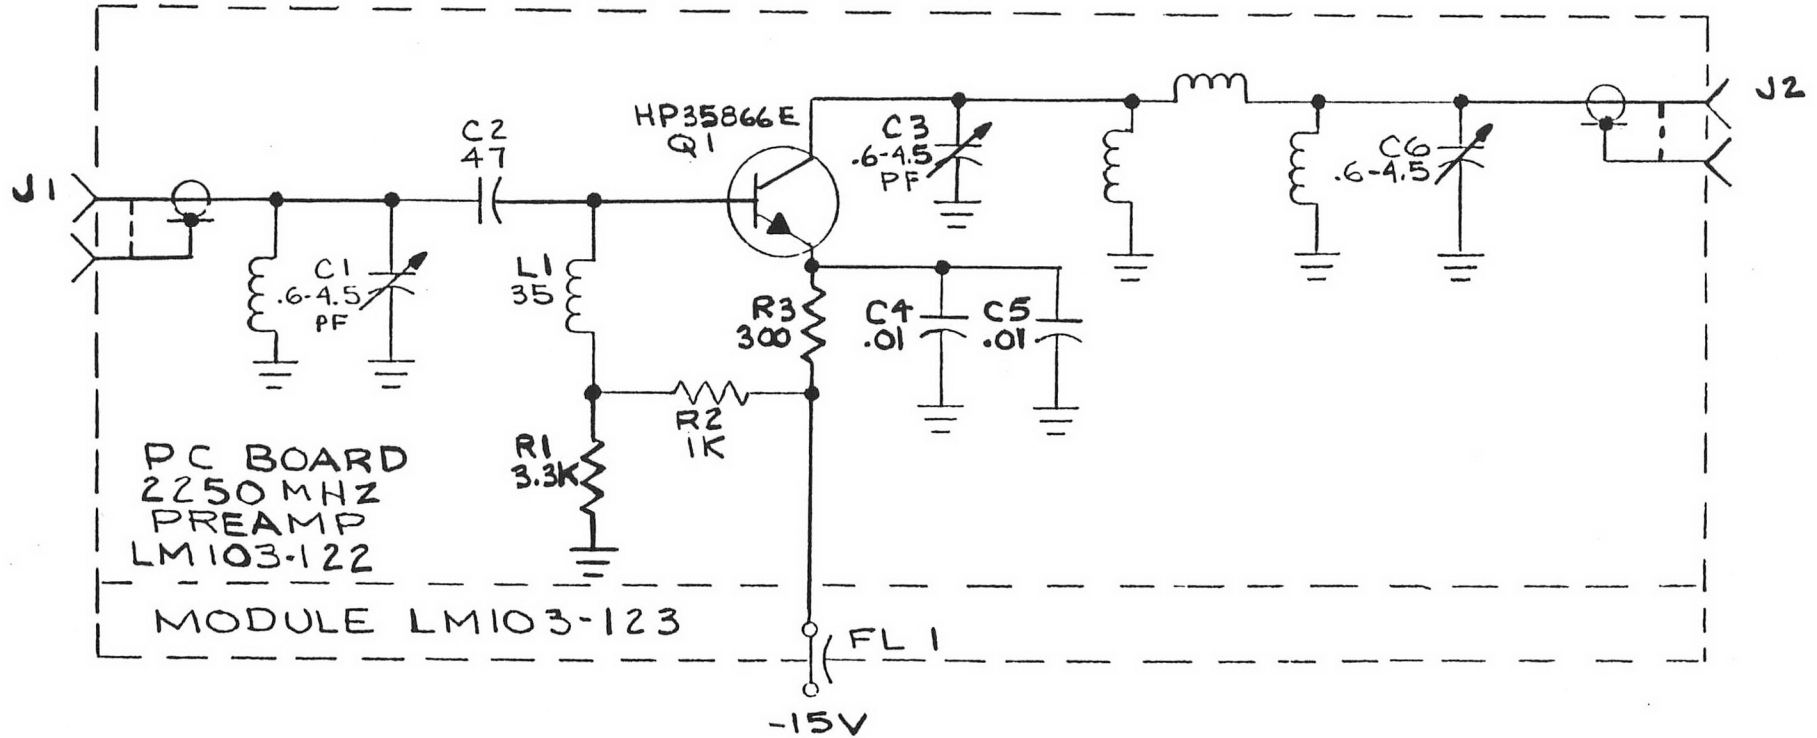 J1
C2
47
HP35866E
Q1
C3
.6-4.5
PF
C6
.6-4.5
J2
C1
.6-4.5
PF
L1
35
R3
300
C4
.01
C5
.01
R2
1K
R1
3.3K
PC BOARD
2250 MHZ
PREAMP
LM103-122
MODULE LM103-123
FL1
-15V